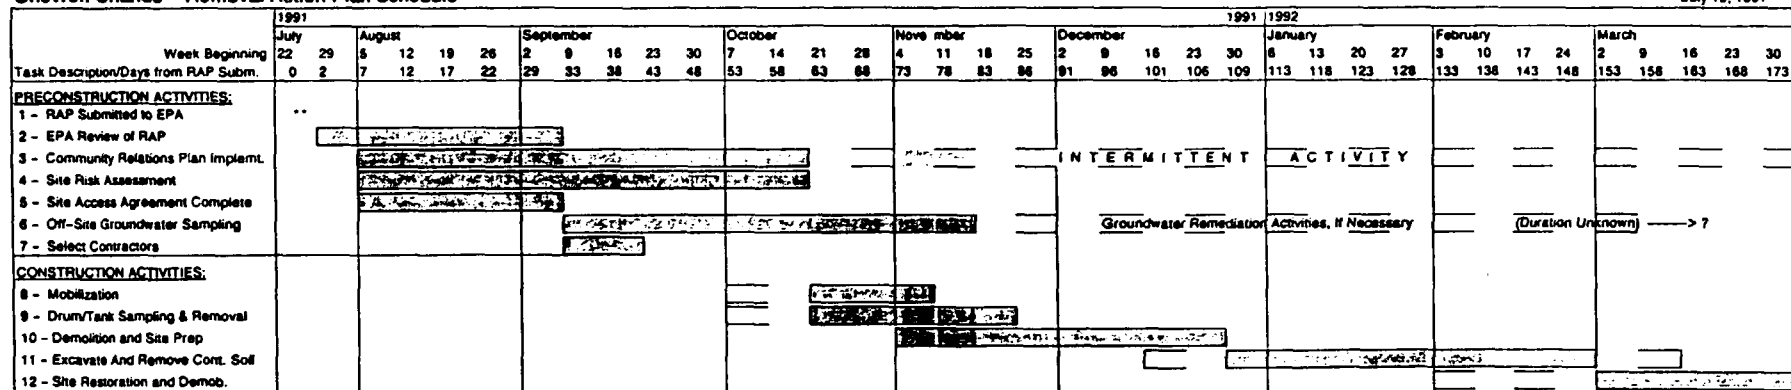 Removal Action Plan Schedule
1991 1991 1992
July August September October Nove mber December January February March
Week Beginning 22 29 5 12 19 26 2 9 16 23 30 7 14 21 28 4 11 18 25 2 9 16 23 30 6 13 20 27 3 10 17 24 2 9 16 23 30
Task Description/Days from RAP Subm. 0 2 7 12 17 22 29 33 38 43 48 53 58 63 68 73 78 83 86 91 96 101 106 109 113 118 123 128 133 138 143 148 153 158 163 168 173
PRECONSTRUCTION ACTIVITIES:
1 - RAP Submitted to EPA
2 - EPA Review of RAP
3 - Community Relations Plan Implemt. INTERMITTENT ACTIVITY
4 - Site Risk Assessment
5 - Site Access Agreement Complete
6 - Off-Site Groundwater Sampling Groundwater Remediation Activities, If Necessary (Duration Unknown) ----> ?
7 - Select Contractors
CONSTRUCTION ACTIVITIES:
8 - Mobilization
9 - Drum/Tank Sampling & Removal
10 - Demolition and Site Prep
11 - Excavate And Remove Cont. Soil
12 - Site Restoration and Demob.